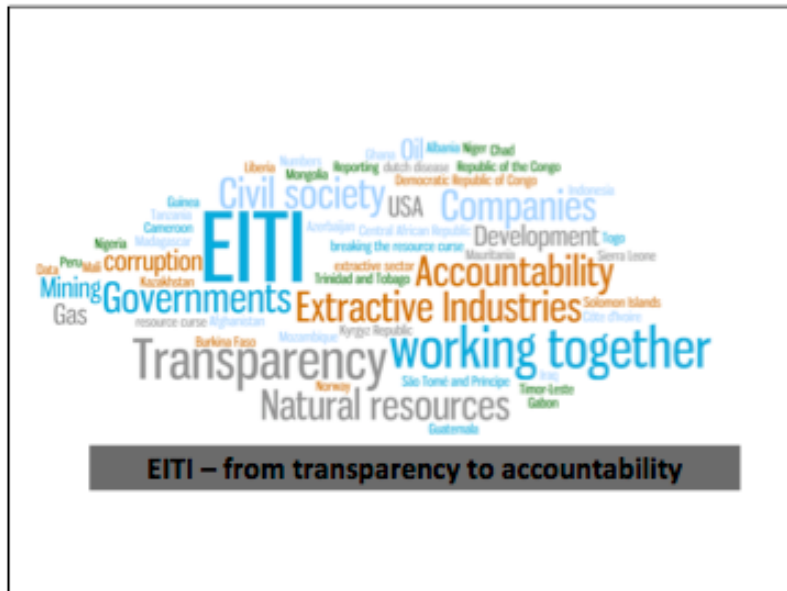 Oil Albania Niger Chad
Ghana
Liberia Numbers Mongolia Reporting dutch disease Republic of the Congo
Democratic Republic of Congo
Civil society USA Companies Indonesia
Guinea
Tanzania
Cameroon
Madagascar
EITI
Azerbaijan Central African Republic Development Togo
breaking the resource curse Mauritania Sierra Leone
Nigeria
Peru
Data Mali corruption
Kazakhstan
extractive sector
Trinidad and Tobago
Accountability
Mining Governments Extractive Industries Solomon Islands
Côte d'Ivoire
Gas resource curse Afghanistan
Mozambique Kyrgyz Republic
Burkina Faso
Transparency working together
Norway São Tomé and Principe Iraq
Timor-Leste
Gabon
Natural resources
Guatemala
EITI – from transparency to accountability